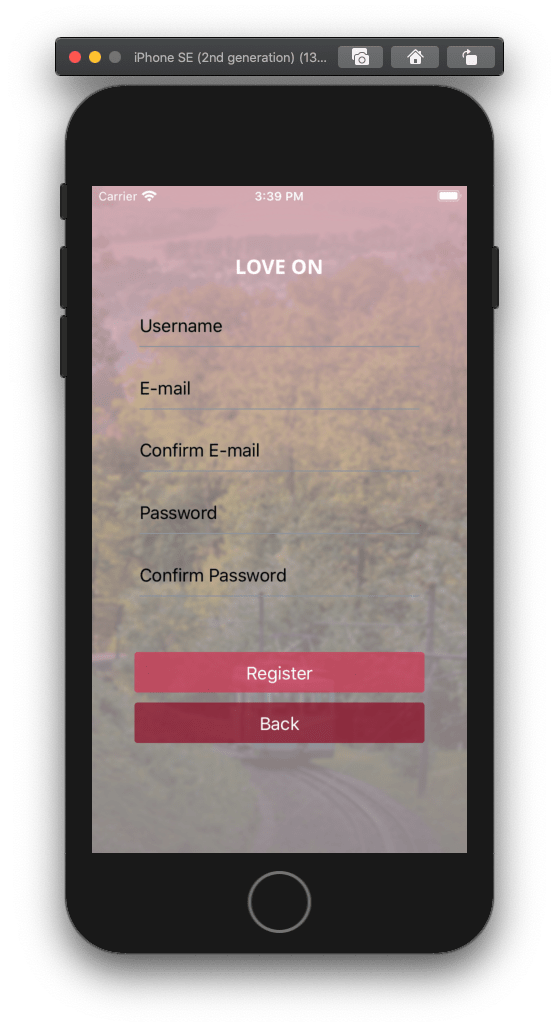 iPhone SE (2nd generation) (13...
Carrier
3:39 PM
LOVE ON
Username
E-mail
Confirm E-mail
Password
Confirm Password
Register
Back